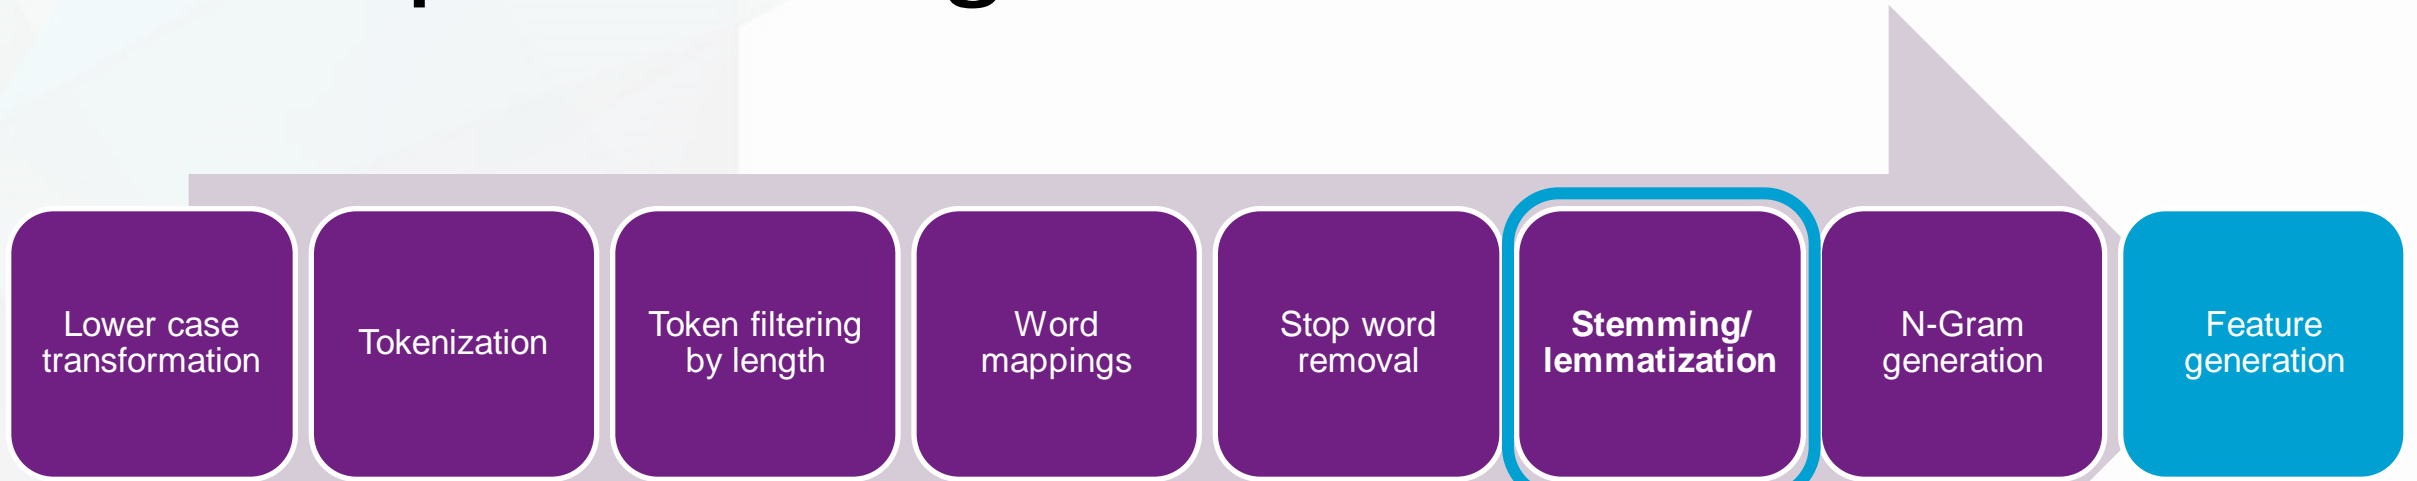 Lower case
transformation
Tokenization
Token filtering
by length
Word
mappings
Stop word
removal
Stemming/
lemmatization
N-Gram
generation
Feature
generation